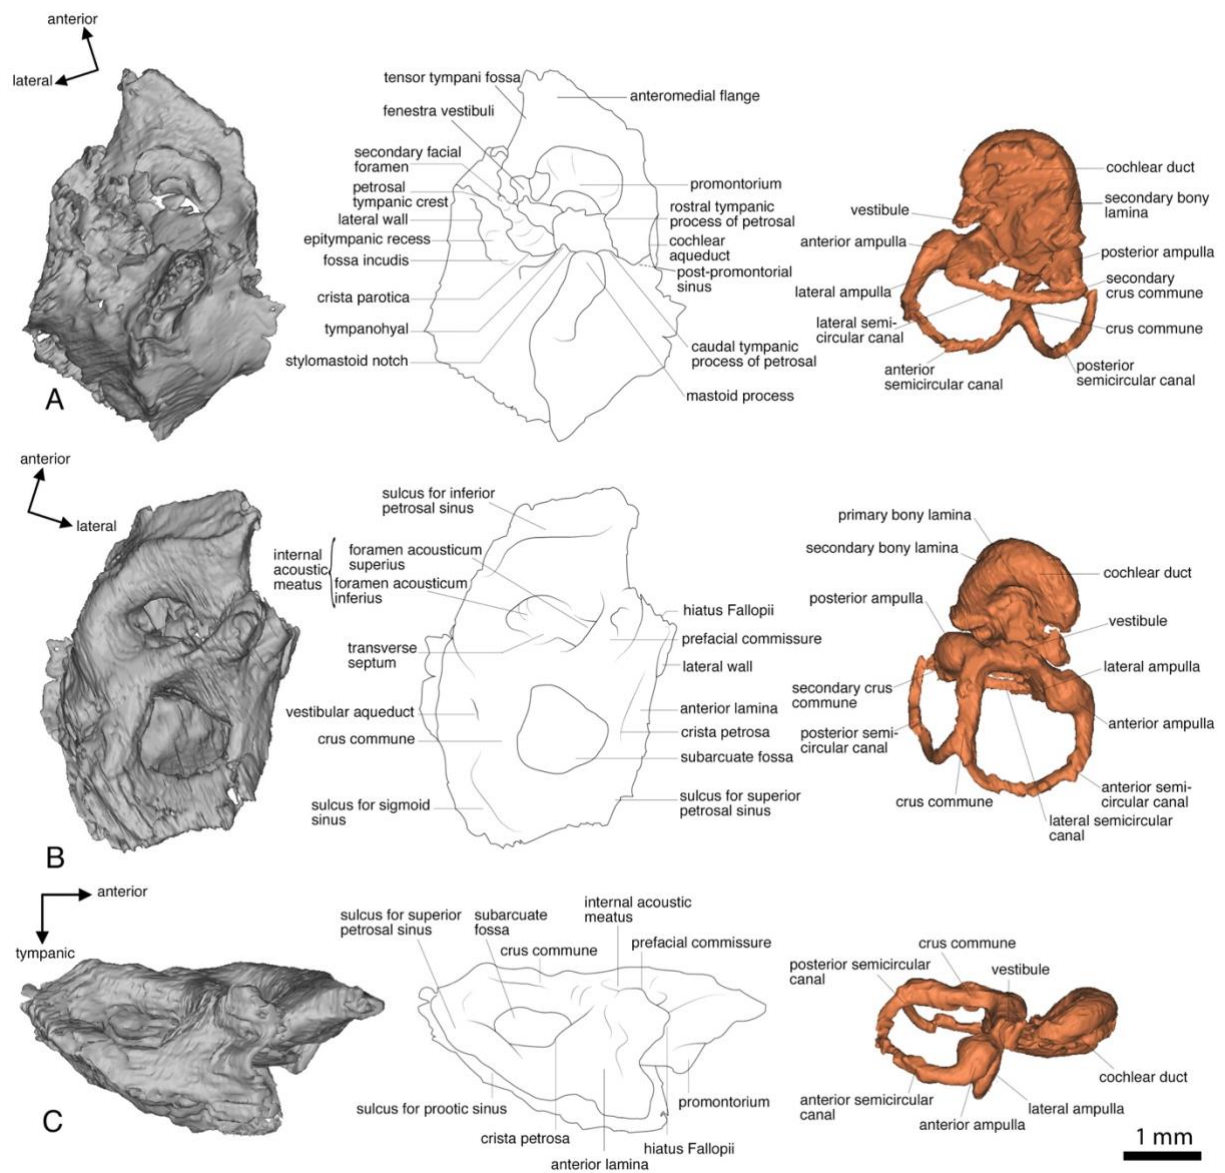 anterior
lateral
tensor tympani fossa
anteromedial flange
fenestra vestibuli
secondary facial
foramen
petrosal
tympanic crest
lateral wall
epitympanic recess
fossa incudis
crista parotica
tympanohyal
stylomastoid notch
promontorium
rostral tympanic
process of petrosal
cochlear
aqueduct
post-promontorial
sinus
caudal tympanic
process of petrosal
mastoid process
cochlear duct
secondary bony
lamina
vestibule
anterior ampulla
posterior ampulla
lateral ampulla
secondary
crus commune
lateral semi-
circular canal
crus commune
anterior
semicircular canal
posterior
semicircular canal
A
anterior
lateral
sulcus for inferior
petrosal sinus
internal
acoustic
meatus
foramen acousticum
superius
foramen acousticum
inferius
transverse
septum
vestibular aqueduct
crus commune
sulcus for sigmoid
sinus
hiatus Fallopii
prefacial commissure
lateral wall
anterior lamina
crista petrosa
subarcuate fossa
sulcus for superior
petrosal sinus
primary bony lamina
secondary bony lamina
cochlear duct
posterior ampulla
vestibule
lateral ampulla
secondary crus
commune
anterior ampulla
posterior semi-
circular canal
crus commune
anterior semi-
circular canal
lateral semicircular
canal
B
anterior
tympanic
sulcus for superior
petrosal sinus
subarcuate
fossa
crus commune
internal acoustic
meatus
prefacial commissure
sulcus for prootic sinus
crista petrosa
anterior lamina
hiatus Fallopii
promontorium
crus commune
posterior semicircular
canal
vestibule
cochlear duct
anterior semicircular
canal
lateral ampulla
anterior ampulla
C
1 mm